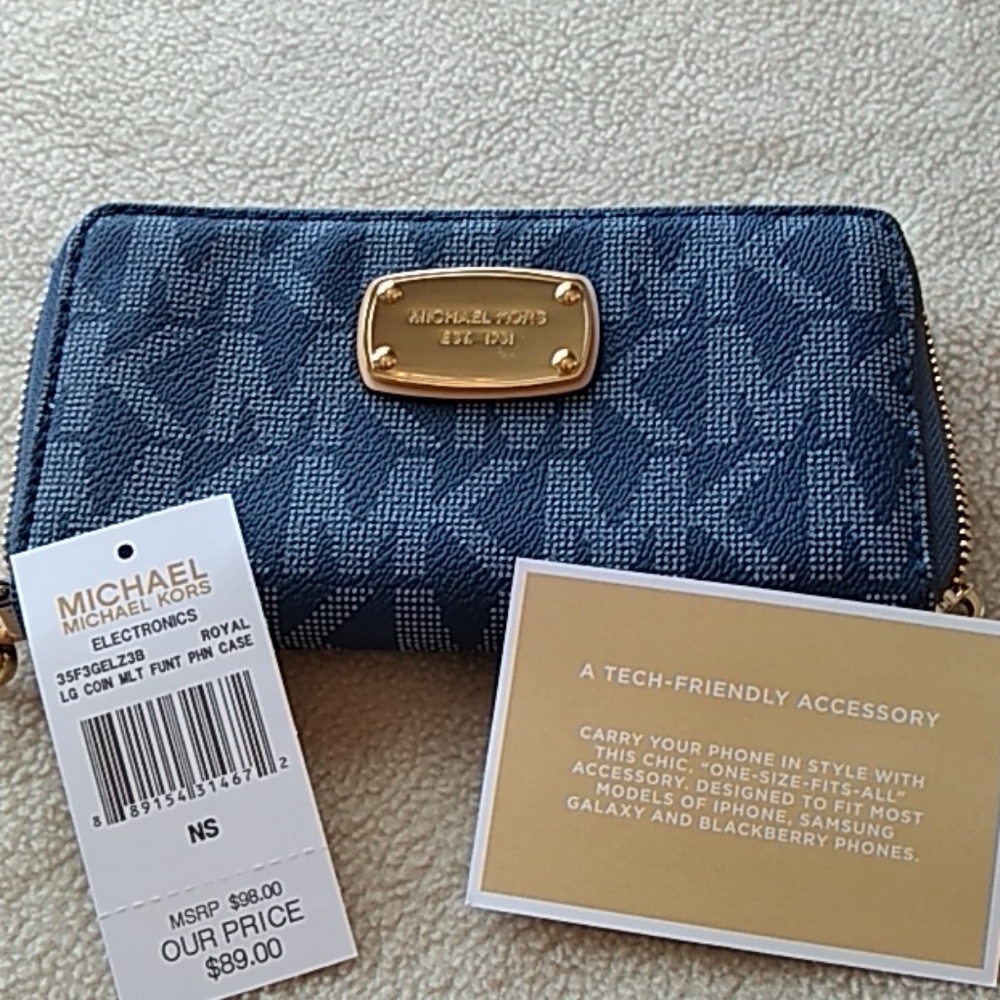 MICHAEL KORS
EST. 1981
MICHAEL
MICHAEL KORS
ELECTRONICS
35F3GELZ3B ROYAL
LG COIN MLT FUNT PHN CASE
8 89154 31467 2
NS
MSRP $98.00
OUR PRICE
$89.00
A TECH-FRIENDLY ACCESSORY
CARRY YOUR PHONE IN STYLE WITH
THIS CHIC, "ONE-SIZE-FITS-ALL"
ACCESSORY, DESIGNED TO FIT MOST
MODELS OF IPHONE, SAMSUNG
GALAXY AND BLACKBERRY PHONES.